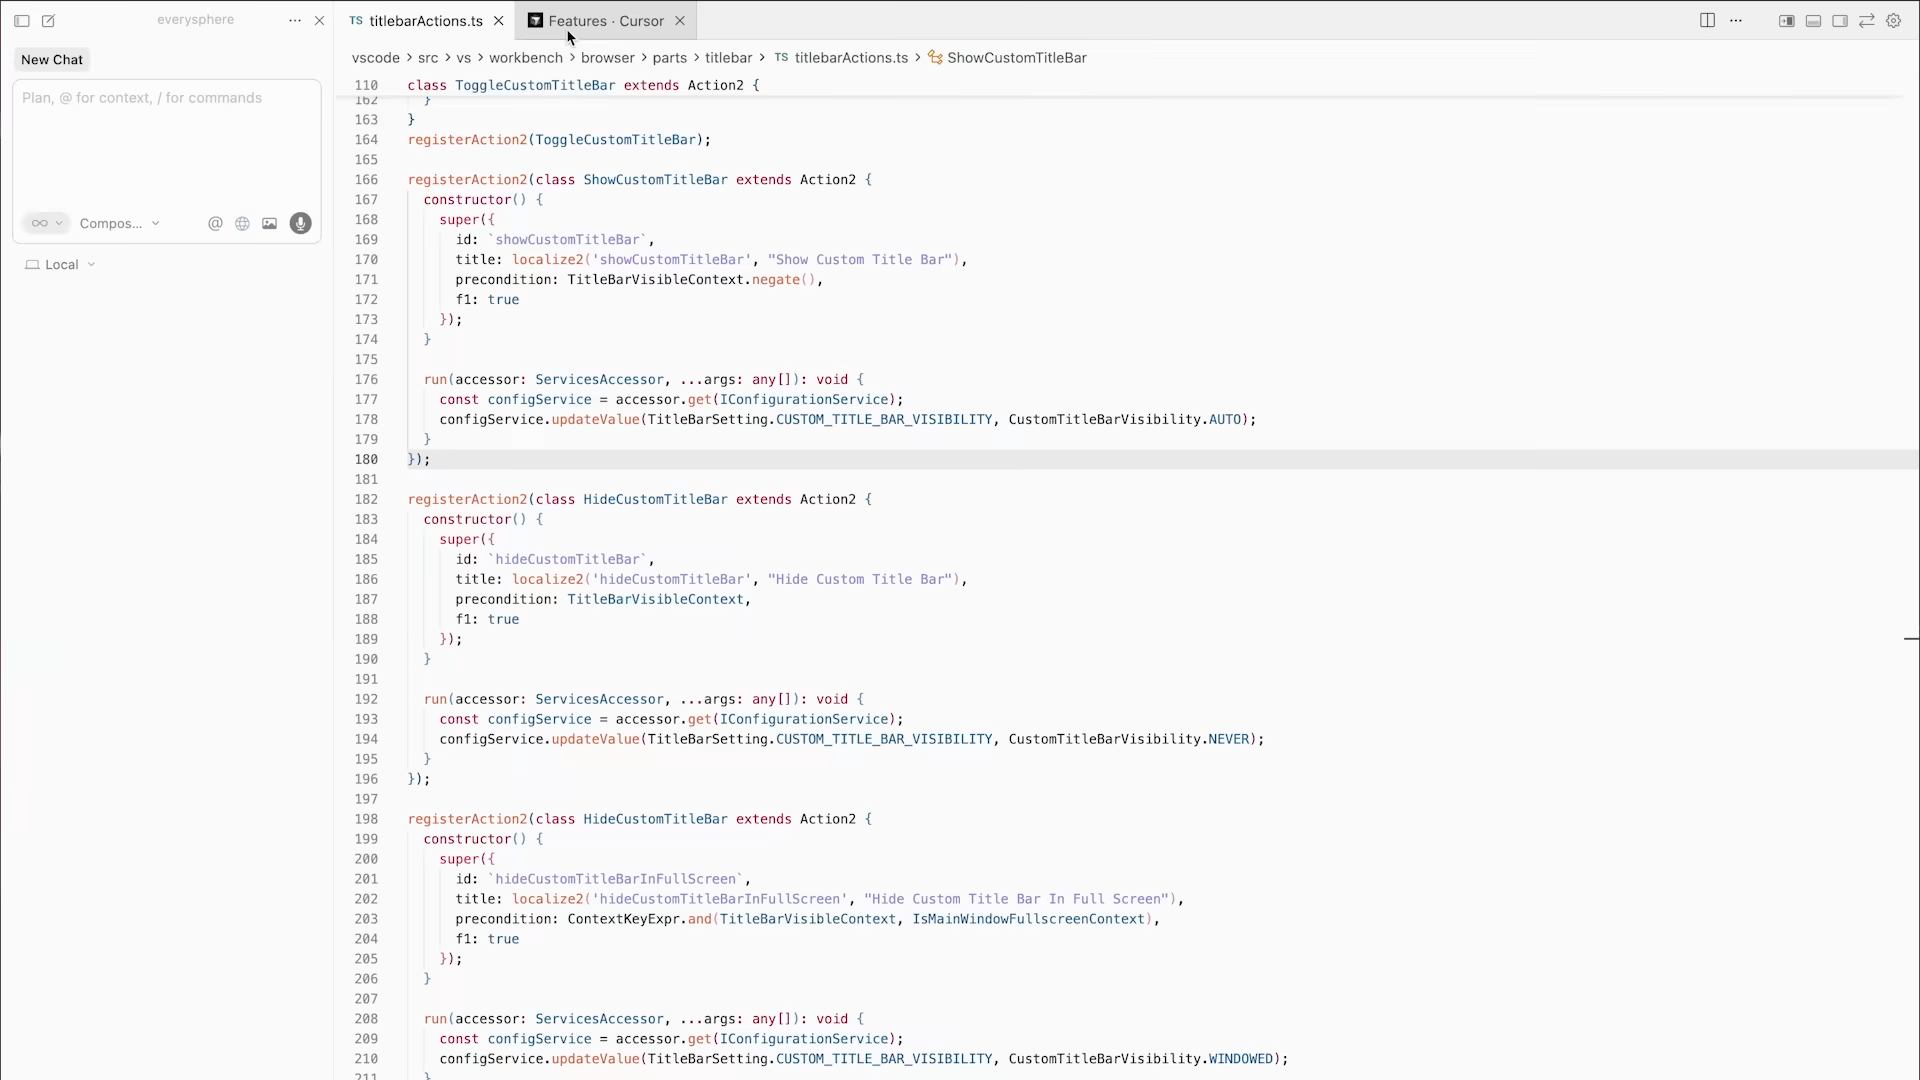 everysphere
New Chat
Plan, @ for context, / for commands
Compos...
Local
TS titlebarActions.ts
Features · Cursor
vscode > src > vs > workbench > browser > parts > titlebar > TS titlebarActions.ts > ShowCustomTitleBar
110 class ToggleCustomTitleBar extends Action2 {
162 }
163 }
164 registerAction2(ToggleCustomTitleBar);
165
166 registerAction2(class ShowCustomTitleBar extends Action2 {
167 constructor() {
168 super({
169 id: `showCustomTitleBar`,
170 title: localize2('showCustomTitleBar', "Show Custom Title Bar"),
171 precondition: TitleBarVisibleContext.negate(),
172 f1: true
173 });
174 }
175
176 run(accessor: ServicesAccessor, ...args: any[]): void {
177 const configService = accessor.get(IConfigurationService);
178 configService.updateValue(TitleBarSetting.CUSTOM_TITLE_BAR_VISIBILITY, CustomTitleBarVisibility.AUTO);
179 }
180 });
181
182 registerAction2(class HideCustomTitleBar extends Action2 {
183 constructor() {
184 super({
185 id: `hideCustomTitleBar`,
186 title: localize2('hideCustomTitleBar', "Hide Custom Title Bar"),
187 precondition: TitleBarVisibleContext,
188 f1: true
189 });
190 }
191
192 run(accessor: ServicesAccessor, ...args: any[]): void {
193 const configService = accessor.get(IConfigurationService);
194 configService.updateValue(TitleBarSetting.CUSTOM_TITLE_BAR_VISIBILITY, CustomTitleBarVisibility.NEVER);
195 }
196 });
197
198 registerAction2(class HideCustomTitleBar extends Action2 {
199 constructor() {
200 super({
201 id: `hideCustomTitleBarInFullScreen`,
202 title: localize2('hideCustomTitleBarInFullScreen', "Hide Custom Title Bar In Full Screen"),
203 precondition: ContextKeyExpr.and(TitleBarVisibleContext, IsMainWindowFullscreenContext),
204 f1: true
205 });
206 }
207
208 run(accessor: ServicesAccessor, ...args: any[]): void {
209 const configService = accessor.get(IConfigurationService);
210 configService.updateValue(TitleBarSetting.CUSTOM_TITLE_BAR_VISIBILITY, CustomTitleBarVisibility.WINDOWED);
211 }